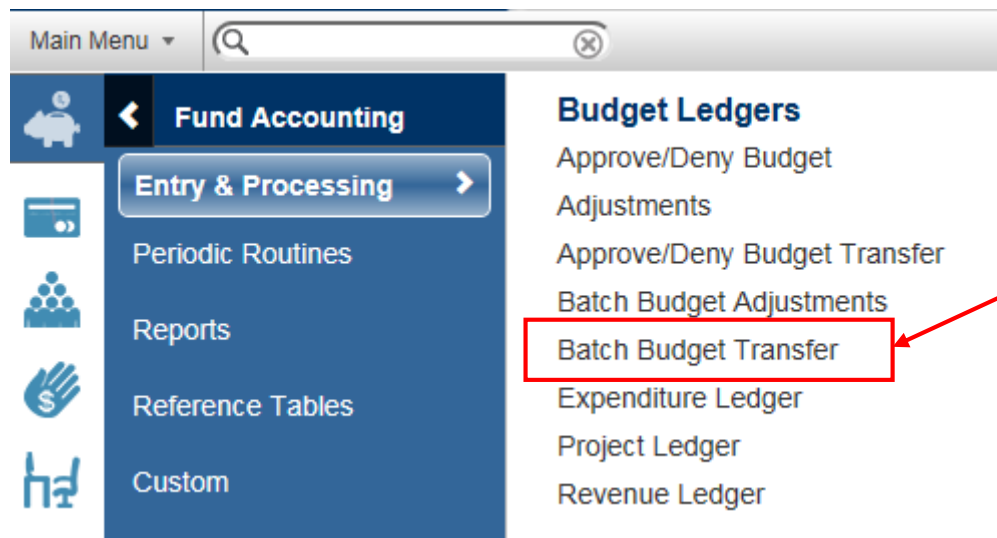 Main Menu
Fund Accounting
Entry & Processing
Periodic Routines
Reports
Reference Tables
Custom
Budget Ledgers
Approve/Deny Budget
Adjustments
Approve/Deny Budget Transfer
Batch Budget Adjustments
Batch Budget Transfer
Expenditure Ledger
Project Ledger
Revenue Ledger